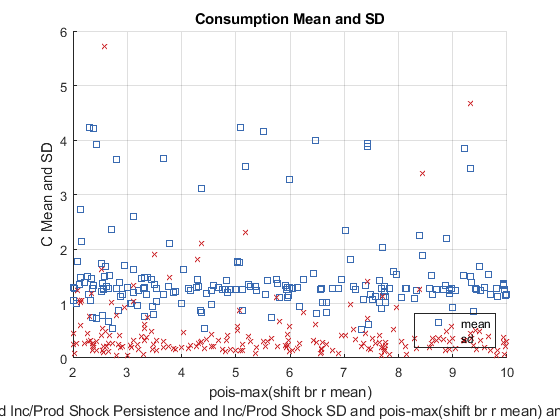 Consumption Mean and SD
6
5
4
3
2
1
0
C Mean and SD
mean
sd
2 3 4 5 6 7 8 9 10
pois-max(shift br r mean)
d Inc/Prod Shock Persistence and Inc/Prod Shock SD and pois-max(shift br r mean) an